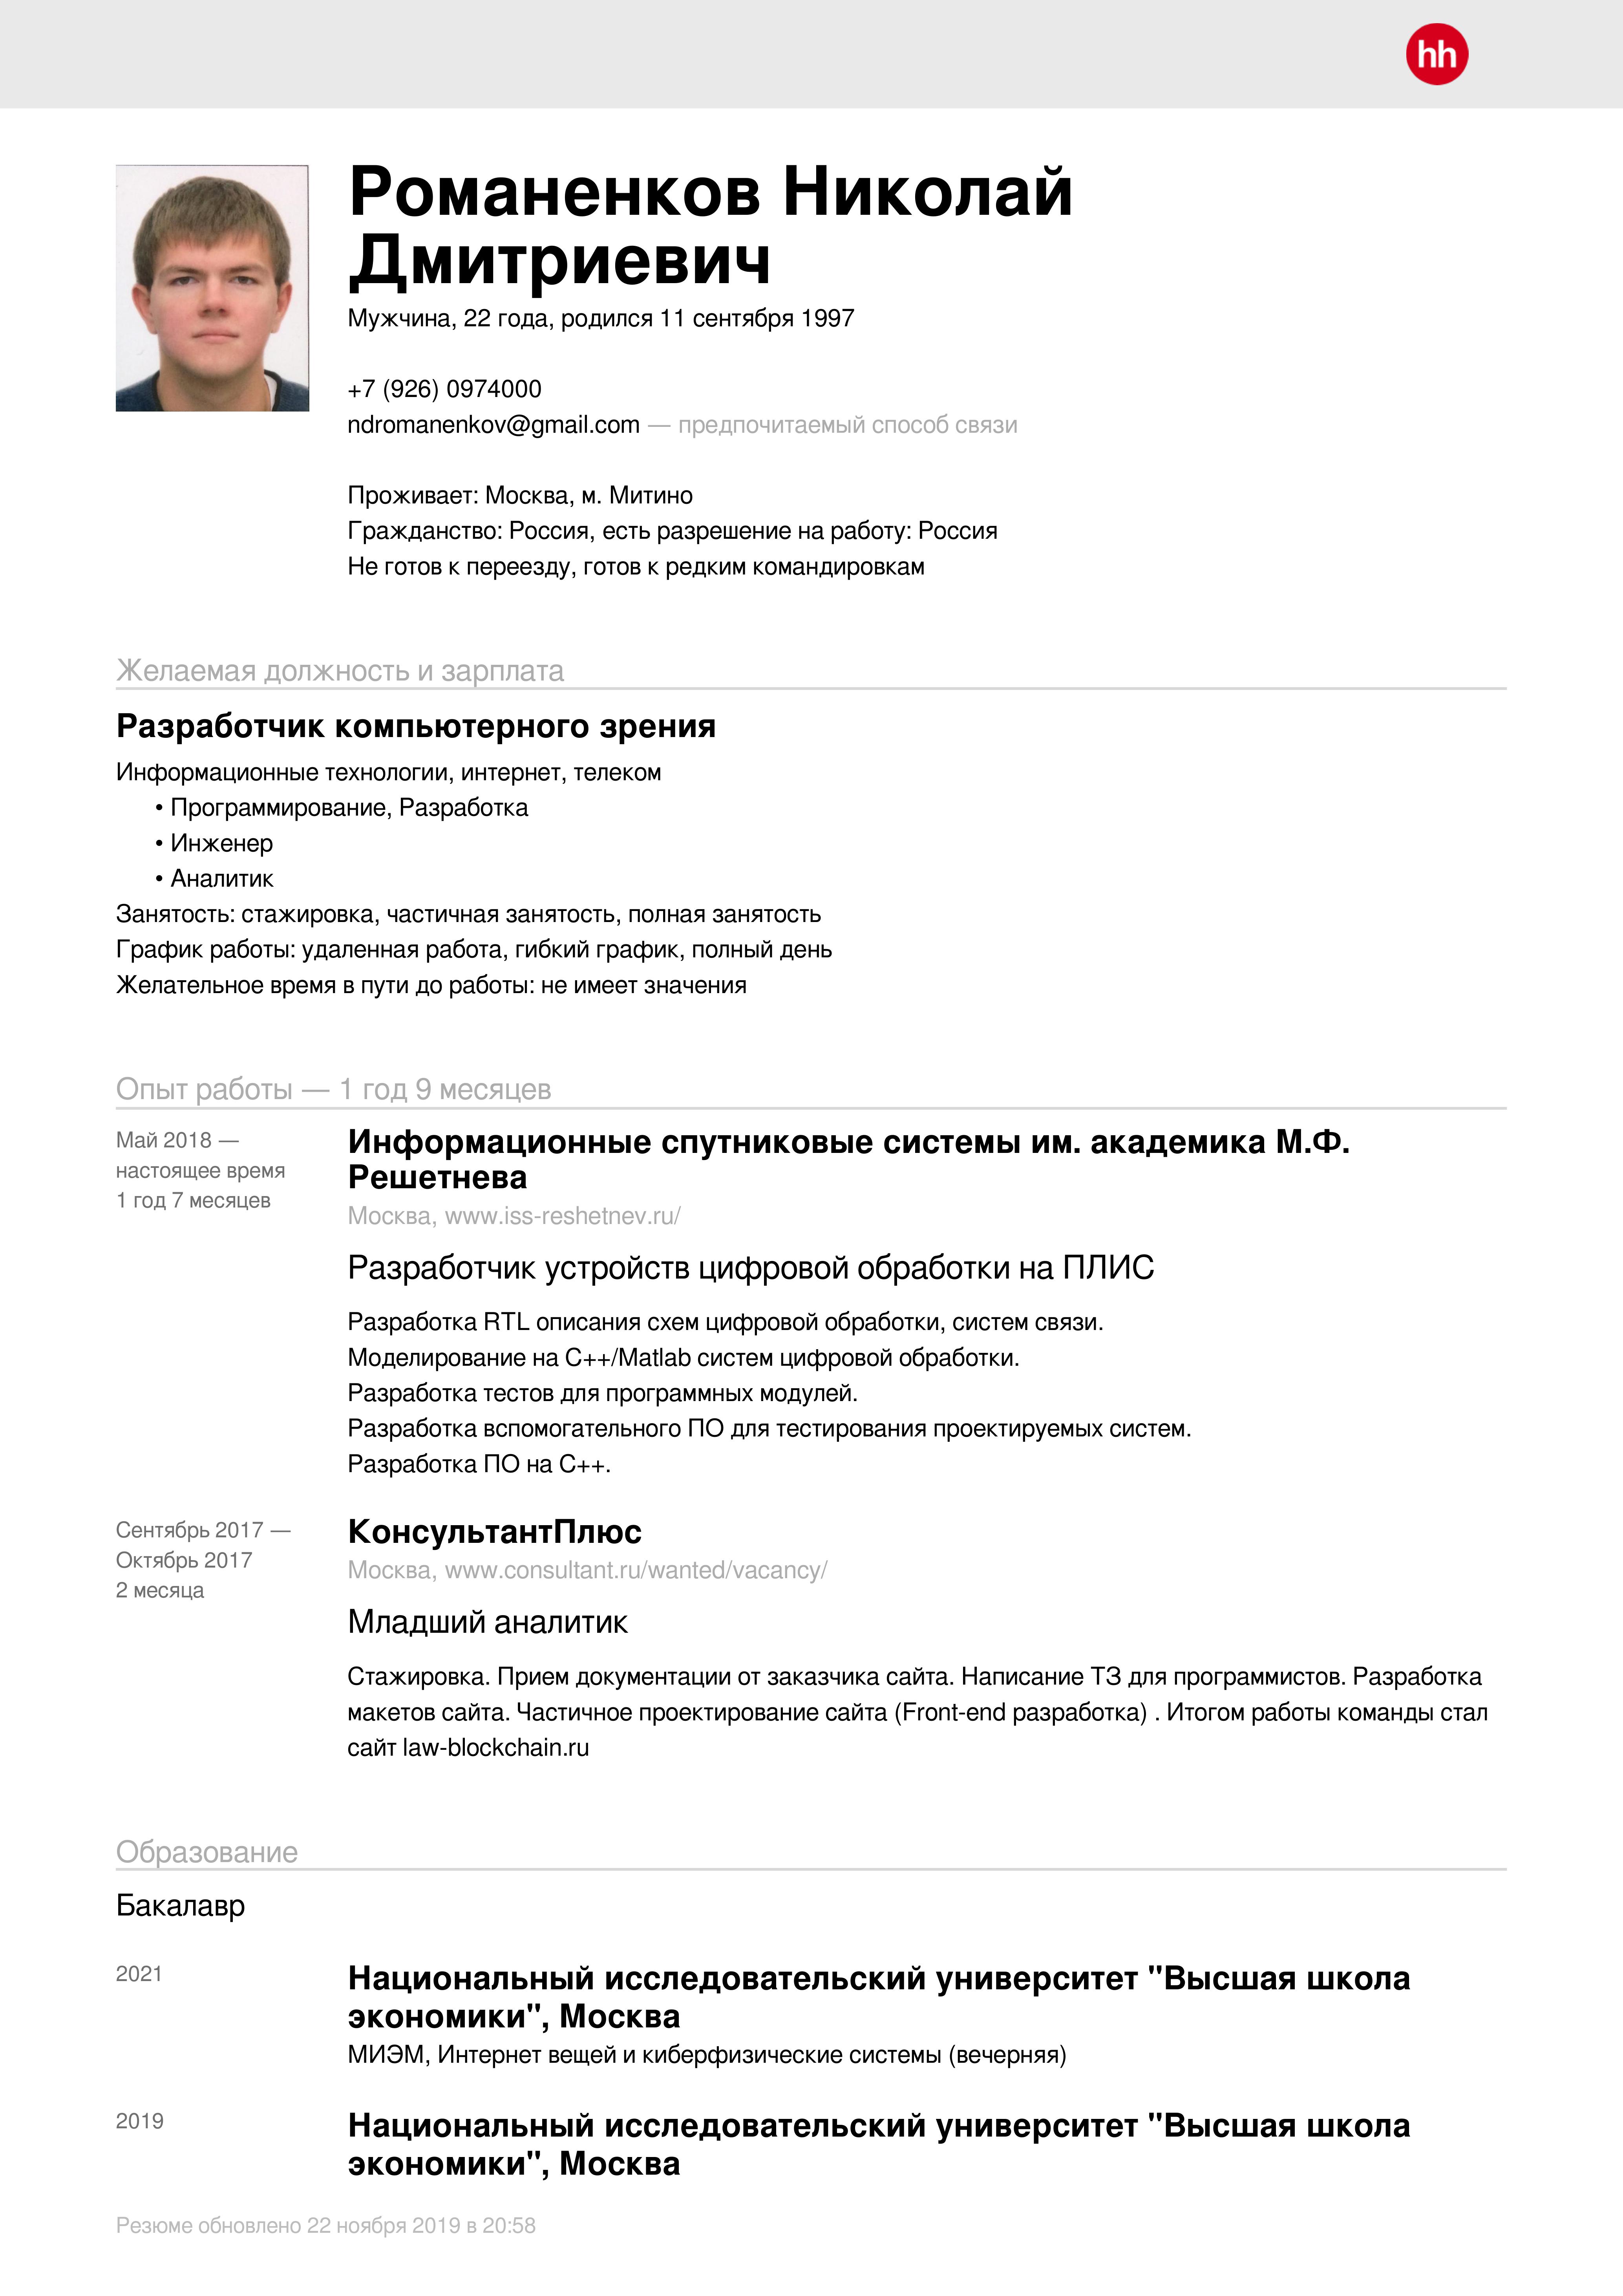 hh
Романенков Николай
Дмитриевич
Мужчина, 22 года, родился 11 сентября 1997
+7 (926) 0974000
ndromanenkov@gmail.com — предпочитаемый способ связи
Проживает: Москва, м. Митино
Гражданство: Россия, есть разрешение на работу: Россия
Не готов к переезду, готов к редким командировкам
Желаемая должность и зарплата
Разработчик компьютерного зрения
Информационные технологии, интернет, телеком
• Программирование, Разработка
• Инженер
• Аналитик
Занятость: стажировка, частичная занятость, полная занятость
График работы: удаленная работа, гибкий график, полный день
Желательное время в пути до работы: не имеет значения
Опыт работы — 1 год 9 месяцев
Май 2018 —
настоящее время
1 год 7 месяцев
Информационные спутниковые системы им. академика М.Ф.
Решетнева
Москва, www.iss-reshetnev.ru/
Разработчик устройств цифровой обработки на ПЛИС
Разработка RTL описания схем цифровой обработки, систем связи.
Моделирование на C++/Matlab систем цифровой обработки.
Разработка тестов для программных модулей.
Разработка вспомогательного ПО для тестирования проектируемых систем.
Разработка ПО на C++.
Сентябрь 2017 —
Октябрь 2017
2 месяца
КонсультантПлюс
Москва, www.consultant.ru/wanted/vacancy/
Младший аналитик
Стажировка. Прием документации от заказчика сайта. Написание ТЗ для программистов. Разработка
макетов сайта. Частичное проектирование сайта (Front-end разработка) . Итогом работы команды стал
сайт law-blockchain.ru
Образование
Бакалавр
2021
Национальный исследовательский университет "Высшая школа
экономики", Москва
МИЭМ, Интернет вещей и киберфизические системы (вечерняя)
2019
Национальный исследовательский университет "Высшая школа
экономики", Москва
Резюме обновлено 22 ноября 2019 в 20:58